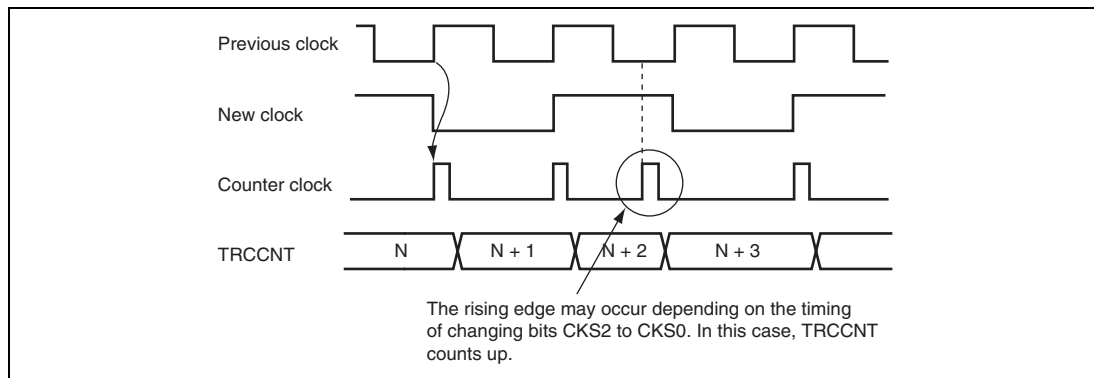 Previous clock
New clock
Counter clock
TRCCNT N N + 1 N + 2 N + 3
The rising edge may occur depending on the timing
of changing bits CKS2 to CKS0. In this case, TRCCNT
counts up.